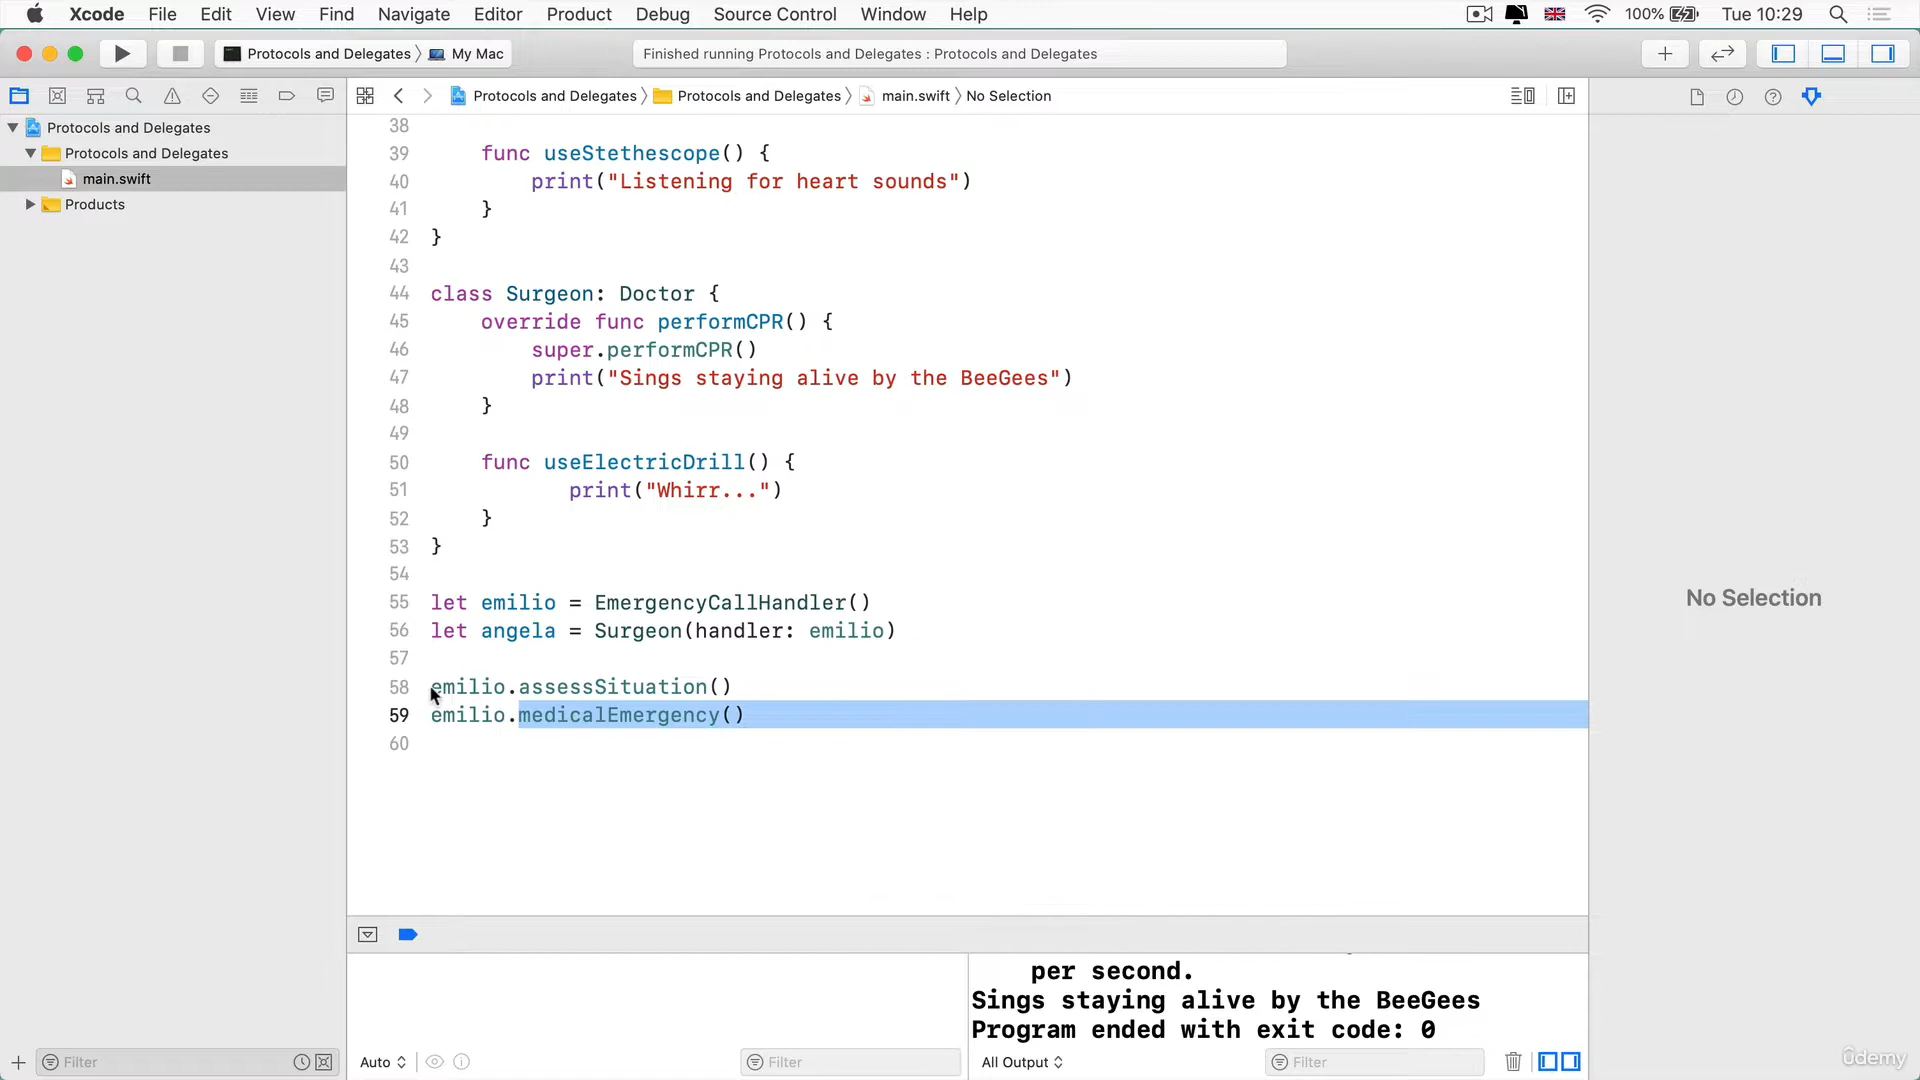 Xcode File Edit View Find Navigate Editor Product Debug Source Control Window Help 100% Tue 10:29
Protocols and Delegates My Mac Finished running Protocols and Delegates : Protocols and Delegates
Protocols and Delegates Protocols and Delegates main.swift No Selection
Protocols and Delegates
Protocols and Delegates
main.swift
Products
38
39 func useStethescope() {
40 print("Listening for heart sounds")
41 }
42 }
43
44 class Surgeon: Doctor {
45 override func performCPR() {
46 super.performCPR()
47 print("Sings staying alive by the BeeGees")
48 }
49
50 func useElectricDrill() {
51 print("Whirr...")
52 }
53 }
54
55 let emilio = EmergencyCallHandler()
56 let angela = Surgeon(handler: emilio)
57
58 emilio.assessSituation()
59 emilio.medicalEmergency()
60
No Selection
per second.
Sings staying alive by the BeeGees
Program ended with exit code: 0
Filter Auto Filter All Output Filter
ûdemy